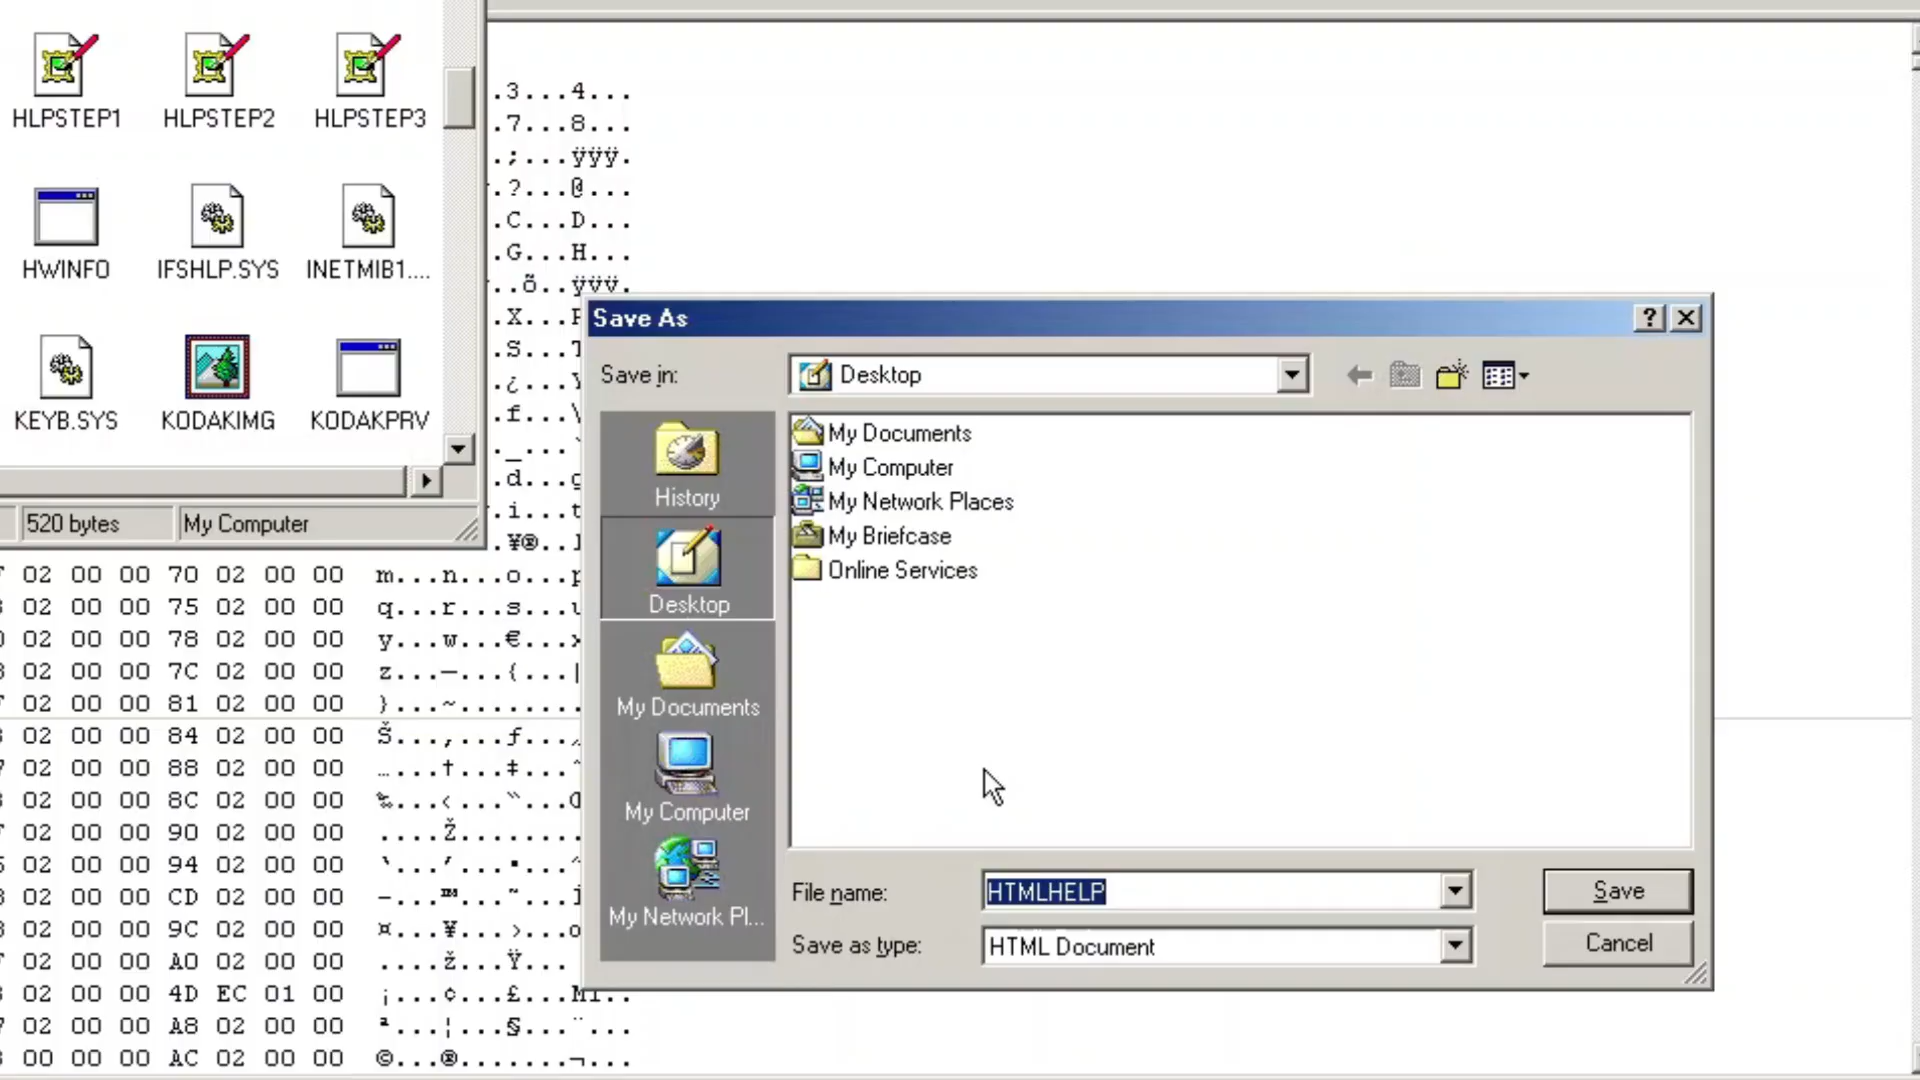 HLPSTEP1 HLPSTEP2 HLPSTEP3
HWINFO IFSHLP.SYS INETMIB1....
KEYB.SYS KODAKIMG KODAKPRV
520 bytes My Computer
.3...4...
.7...8...
.;...ÿÿÿ.
.?...@...
.C...D...
.G...H...
..õ..ÿÿÿ.
.X...
.S...
.¿...
.f...
.d...
.i...
.¥®..
Save As
Save in: Desktop
History
Desktop
My Documents
My Computer
My Network Pl...
My Documents
My Computer
My Network Places
My Briefcase
Online Services
File name: HTMLHELP
Save
Save as type: HTML Document
Cancel
02 00 00 70 02 00 00 m...n...o...p
02 00 00 75 02 00 00 q...r...s...
02 00 00 78 02 00 00 y...w...€...
02 00 00 7C 02 00 00 z...—...{...|
02 00 00 81 02 00 00 }...~.......
02 00 00 84 02 00 00 Š...‚...ƒ...
02 00 00 88 02 00 00 …...†...‡...
02 00 00 8C 02 00 00 ‰...‹...
02 00 00 90 02 00 00 ....Ž.......
02 00 00 94 02 00 00 ‘...’...•...
02 00 00 CD 02 00 00 –...™...˜...
02 00 00 9C 02 00 00 ¤...¥...›...
02 00 00 A0 02 00 00 ....ž...Ÿ...
02 00 00 4D EC 01 00 ¡...¢...£...Mì..
02 00 00 A8 02 00 00 ª...¦...§...¨...
00 00 00 AC 02 00 00 ©...®.......¬...